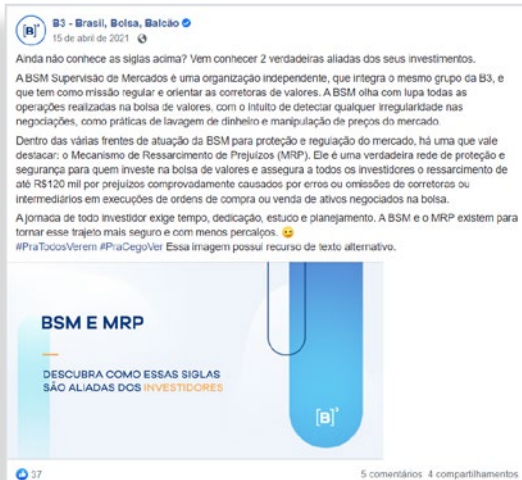 [B]³
B3 - Brasil, Bolsa, Balcão
15 de abril de 2021
Ainda não conhece as siglas acima? Vem conhecer 2 verdadeiras aliadas dos seus investimentos.
A BSM Supervisão de Mercados é uma organização independente, que integra o mesmo grupo da B3, e
que tem como missão regular e orientar as corretoras de valores. A BSM olha com lupa todas as
operações realizadas na bolsa de valores, com o intuito de detectar qualquer irregularidade nas
negociações, como práticas de lavagem de dinheiro e manipulação de preços do mercado.
Dentro das várias frentes de atuação da BSM para proteção e regulação do mercado, há uma que vale
destacar: o Mecanismo de Ressarcimento de Prejuízos (MRP). Ele é uma verdadeira rede de proteção e
segurança para quem investe na bolsa de valores e assegura a todos os investidores o ressarcimento de
até R$120 mil por prejuízos comprovadamente causados por erros ou omissões de corretoras ou
intermediários em execuções de ordens de compra ou venda de ativos negociados na bolsa.
A jornada de todo investidor exige tempo, dedicação, estudo e planejamento. A BSM e o MRP existem para
tornar esse trajeto mais seguro e com menos percalços. 😉
#PraTodosVerem #PraCegoVer Essa imagem possui recurso de texto alternativo.
BSM E MRP
DESCUBRA COMO ESSAS SIGLAS
SÃO ALIADAS DOS INVESTIDORES
[B]³
37
5 comentários 4 compartilhamentos